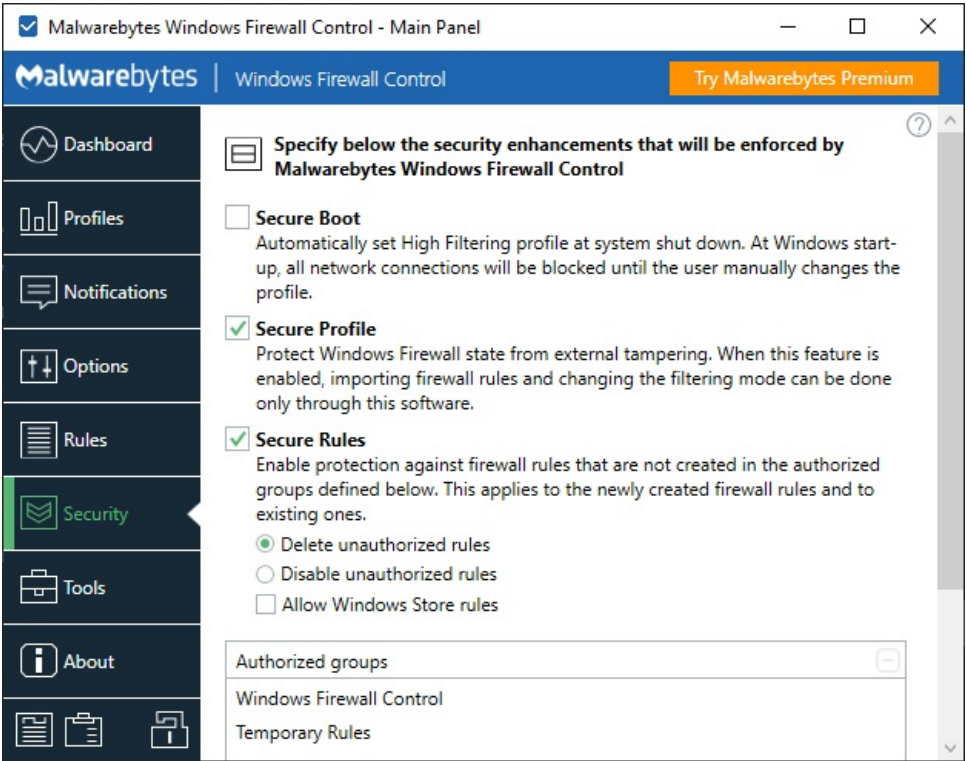 Malwarebytes Windows Firewall Control - Main Panel
Malwarebytes | Windows Firewall Control
Try Malwarebytes Premium
Dashboard
Profiles
Notifications
Options
Rules
Security
Tools
About
Specify below the security enhancements that will be enforced by
Malwarebytes Windows Firewall Control
Secure Boot
Automatically set High Filtering profile at system shut down. At Windows start-
up, all network connections will be blocked until the user manually changes the
profile.
Secure Profile
Protect Windows Firewall state from external tampering. When this feature is
enabled, importing firewall rules and changing the filtering mode can be done
only through this software.
Secure Rules
Enable protection against firewall rules that are not created in the authorized
groups defined below. This applies to the newly created firewall rules and to
existing ones.
Delete unauthorized rules
Disable unauthorized rules
Allow Windows Store rules
Authorized groups
Windows Firewall Control
Temporary Rules